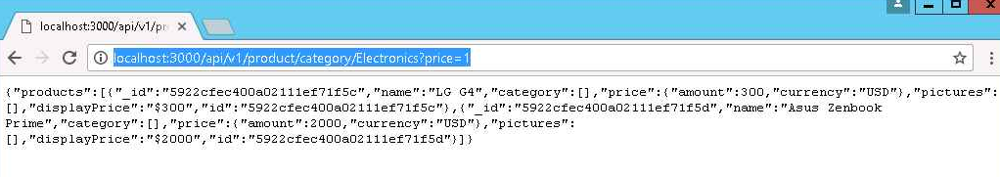 localhost:3000/api/v1/pr
localhost:3000/api/v1/product/category/Electronics?price=1
{"products":[{"_id":"5922cfec400a02111ef71f5c","name":"LG G4","category":[],"price":{"amount":300,"currency":"USD"},"pictures":
[],"displayPrice":"$300","id":"5922cfec400a02111ef71f5c"},{"_id":"5922cfec400a02111ef71f5d","name":"Asus Zenbook
Prime","category":[],"price":{"amount":2000,"currency":"USD"},"pictures":
[],"displayPrice":"$2000","id":"5922cfec400a02111ef71f5d"}]}